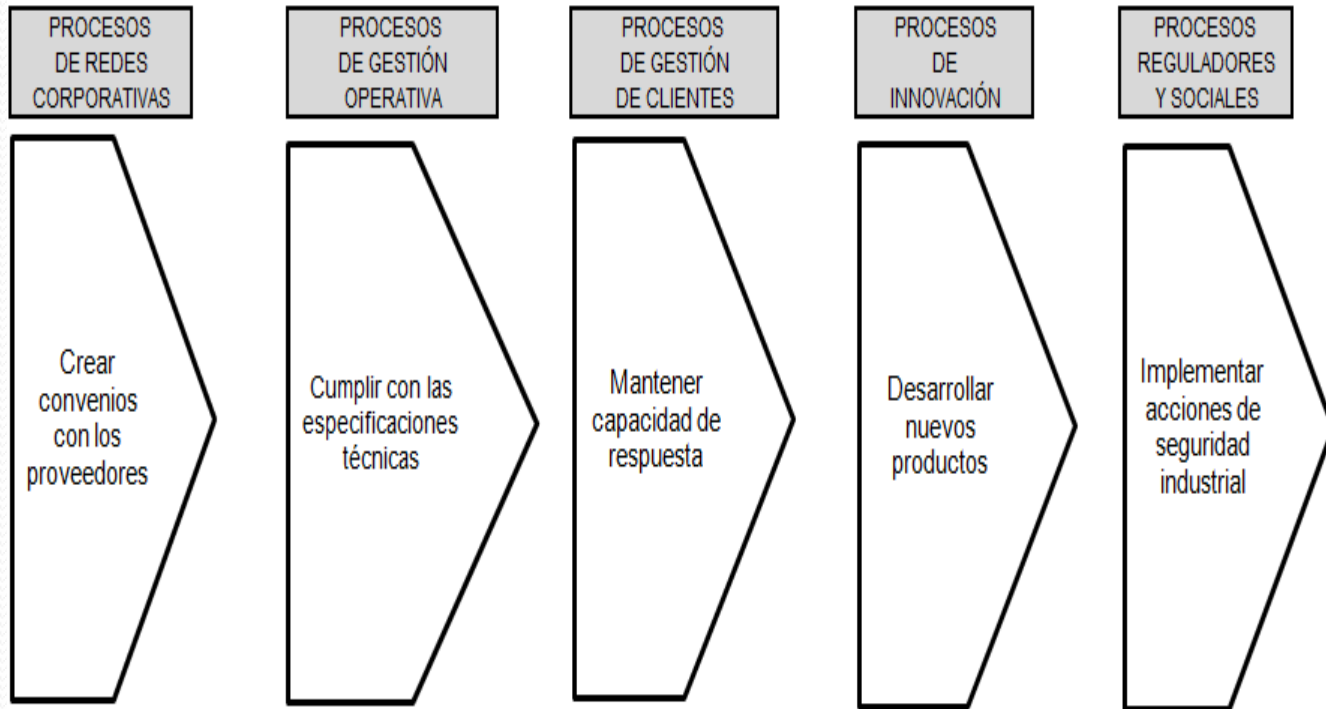 PROCESOS
DE REDES
CORPORATIVAS
PROCESOS
DE GESTIÓN
OPERATIVA
PROCESOS
DE GESTIÓN
DE CLIENTES
PROCESOS
DE
INNOVACIÓN
PROCESOS
REGULADORES
Y SOCIALES
Crear
convenios
con los
proveedores
Cumplir con las
especificaciones
técnicas
Mantener
capacidad de
respuesta
Desarrollar
nuevos
productos
Implementar
acciones de
seguridad
industrial